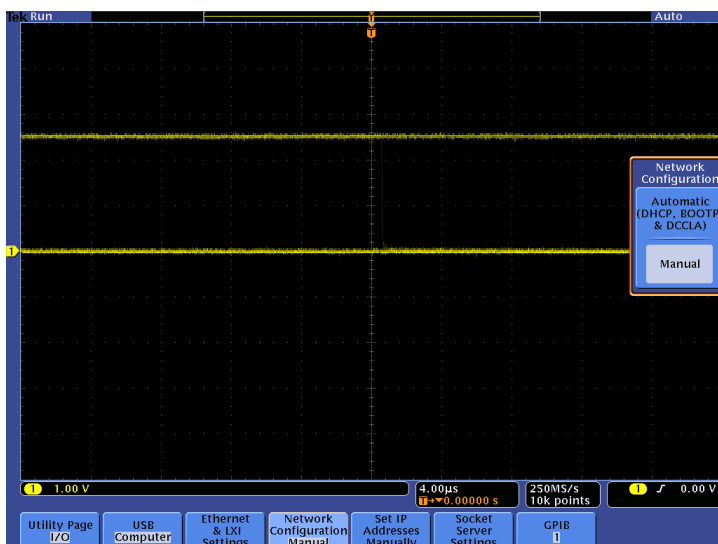 Tek Run
Auto
T
T
Network
Configuration
Automatic
(DHCP, BOOTP
& DCCLA)
Manual
1
1 1.00 V
4.00µs
T→▼0.00000 s
250MS/s
10k points
1 0.00 V
Utility Page
I/O
USB
Computer
Ethernet
& LXI
Settings
Network
Configuration
Manual
Set IP
Addresses
Manually
Socket
Server
Settings
GPIB
1